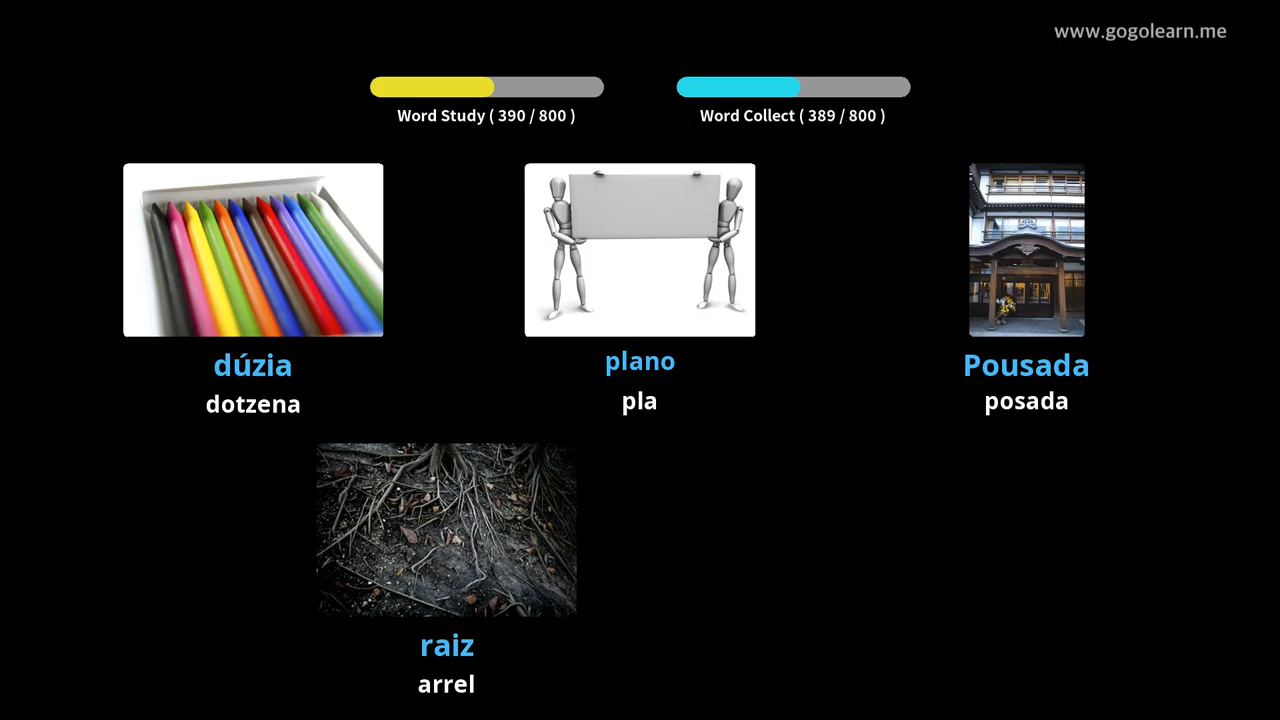 www.gogolearn.me
Word Study ( 390 / 800 )
Word Collect ( 389 / 800 )
dúzia
dotzena
plano
pla
Pousada
posada
raiz
arrel